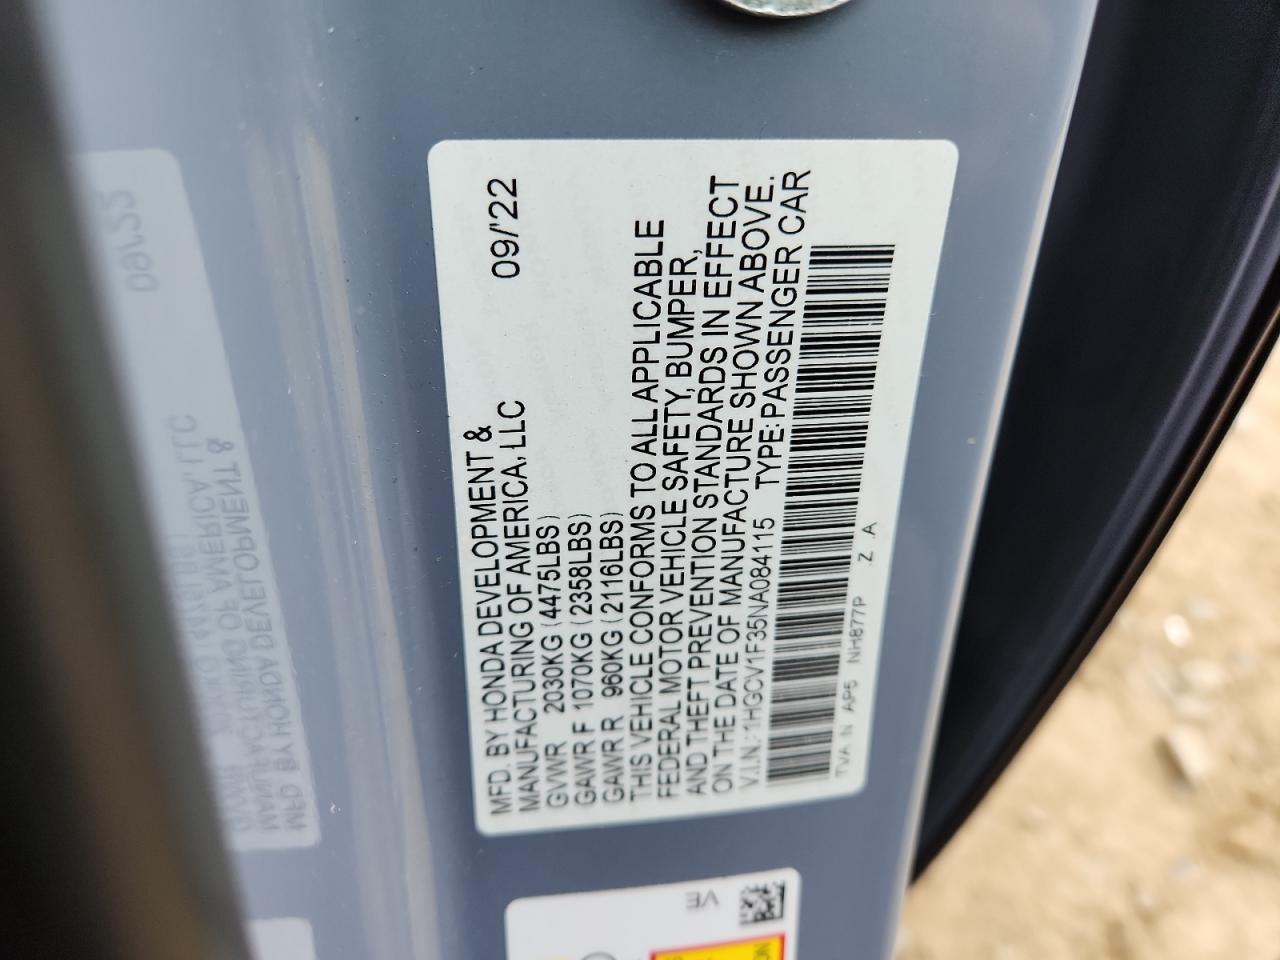 MFD. BY HONDA DEVELOPMENT & 09/'22
MANUFACTURING OF AMERICA, LLC
GVWR 2030KG (4475LBS)
GAWR F 1070KG (2358LBS)
GAWR R 960KG (2116LBS)
THIS VEHICLE CONFORMS TO ALL APPLICABLE
FEDERAL MOTOR VEHICLE SAFETY, BUMPER,
AND THEFT PREVENTION STANDARDS IN EFFECT
ON THE DATE OF MANUFACTURE SHOWN ABOVE.
V.I.N.: 1HGCV1F35NA084115 TYPE: PASSENGER CAR
TVA N AP5 NH877P .Z .A
VE